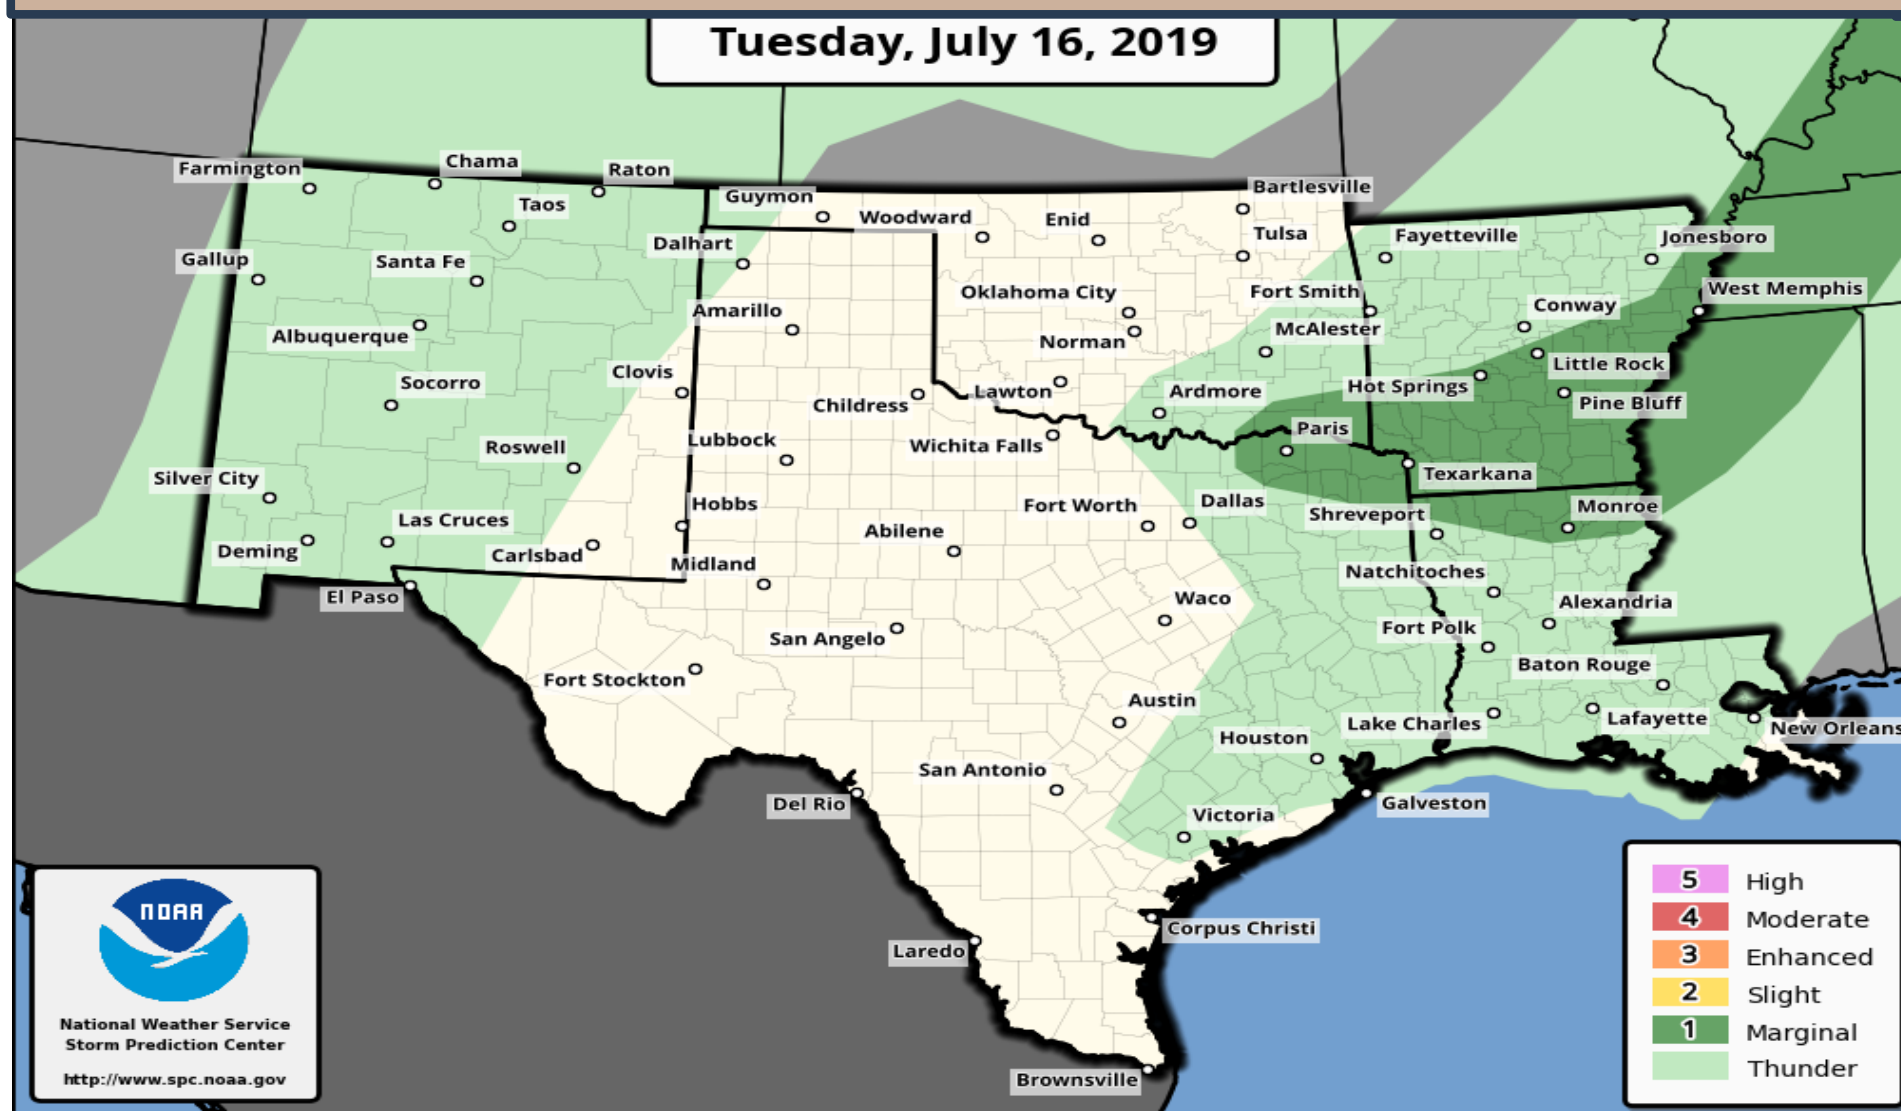 Tuesday, July 16, 2019
Farmington
Chama
Raton
Taos
Guymon
Woodward
Enid
Bartlesville
Tulsa
Fayetteville
Jonesboro
Gallup
Santa Fe
Dalhart
Oklahoma City
Fort Smith
Conway
West Memphis
Albuquerque
Amarillo
Norman
McAlester
Little Rock
Socorro
Clovis
Childress
Lawton
Ardmore
Hot Springs
Pine Bluff
Roswell
Lubbock
Wichita Falls
Paris
Texarkana
Silver City
Las Cruces
Hobbs
Fort Worth
Dallas
Shreveport
Monroe
Deming
Carlsbad
Midland
Abilene
Natchitoches
El Paso
Waco
Alexandria
San Angelo
Fort Polk
Fort Stockton
Baton Rouge
Austin
Houston
Lake Charles
Lafayette
New Orleans
San Antonio
Del Rio
Victoria
Galveston
Laredo
Corpus Christi
Brownsville
NOAA
National Weather Service
Storm Prediction Center
http://www.spc.noaa.gov
5 High
4 Moderate
3 Enhanced
2 Slight
1 Marginal
Thunder